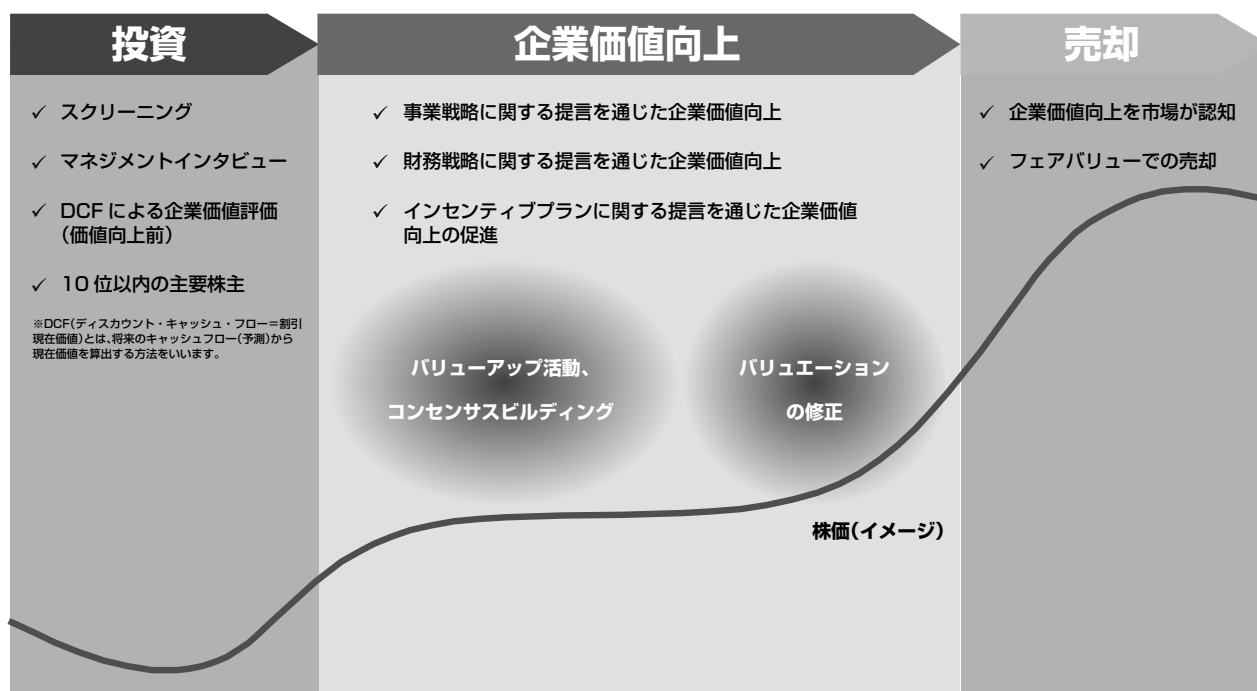 投資
企業価値向上
売却
✓ スクリーニング
✓ マネジメントインタビュー
✓ DCFによる企業価値評価
(価値向上前)
✓ 10位以内の主要株主
※DCF(ディスカウント・キャッシュ・フロー=割引
現在価値)とは、将来のキャッシュフロー(予測)から
現在価値を算出する方法をいいます。
✓ 事業戦略に関する提言を通じた企業価値向上
✓ 財務戦略に関する提言を通じた企業価値向上
✓ インセンティブプランに関する提言を通じた企業価値
向上の促進
バリューアップ活動、
コンセンサスビルディング
バリュエーション
の修正
株価(イメージ)
✓ 企業価値向上を市場が認知
✓ フェアバリューでの売却